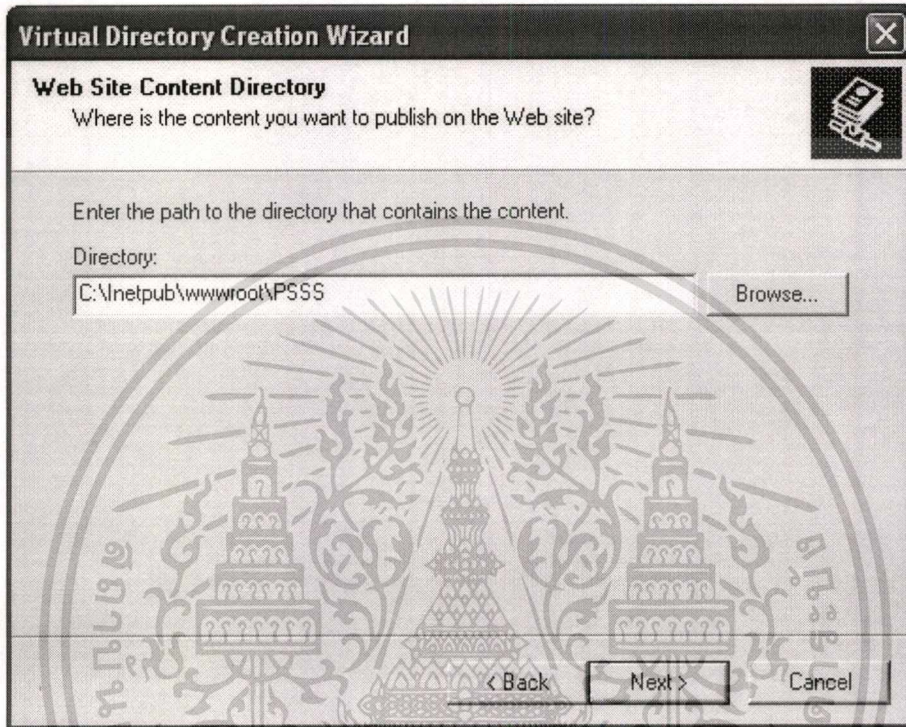 Virtual Directory Creation Wizard
Web Site Content Directory
Where is the content you want to publish on the Web site?
Enter the path to the directory that contains the content.
Directory:
C:\Inetpub\wwwroot\PSSS
Browse...
< Back
Next >
Cancel